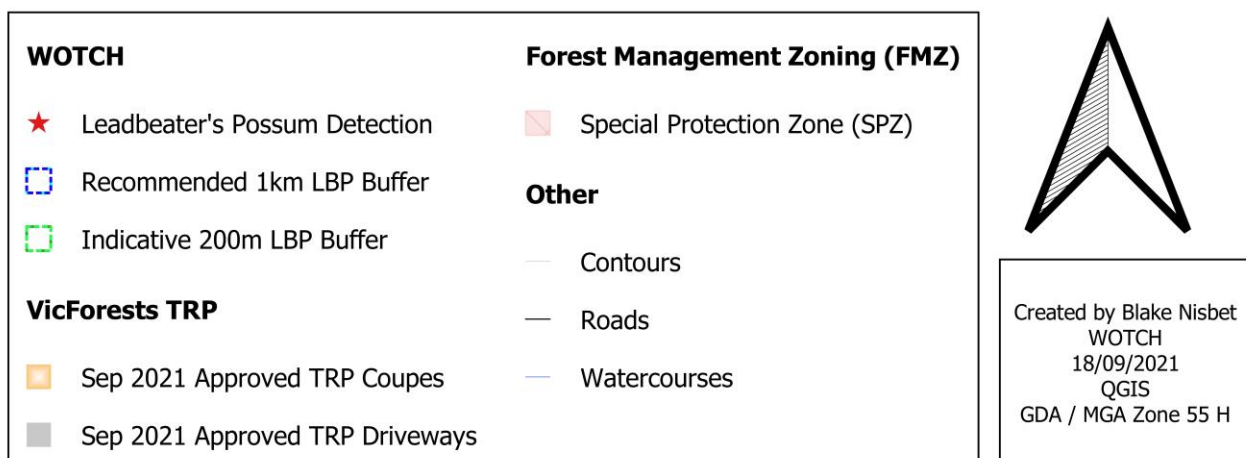 WOTCH
Leadbeater's Possum Detection
Recommended 1km LBP Buffer
Indicative 200m LBP Buffer
VicForests TRP
Sep 2021 Approved TRP Coupes
Sep 2021 Approved TRP Driveways
Forest Management Zoning (FMZ)
Special Protection Zone (SPZ)
Other
Contours
Roads
Watercourses
Created by Blake Nisbet
WOTCH
18/09/2021
QGIS
GDA / MGA Zone 55 H